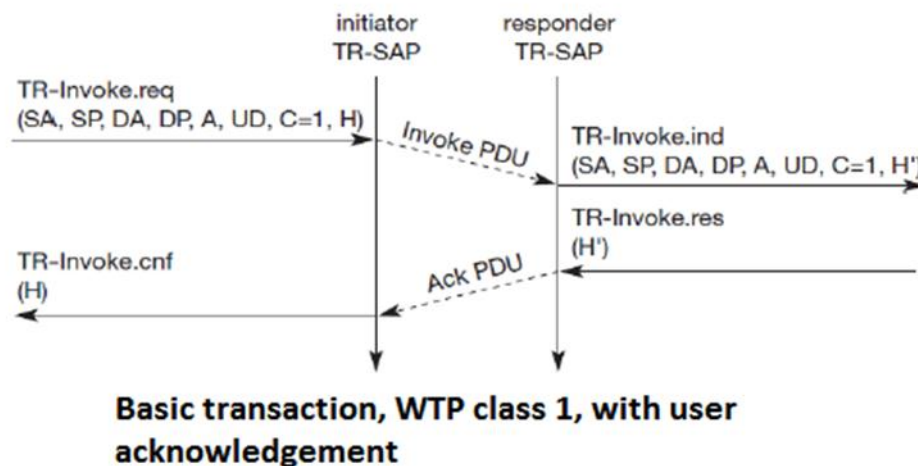 initiator
TR-SAP
responder
TR-SAP
TR-Invoke.req
(SA, SP, DA, DP, A, UD, C=1, H)
Invoke PDU
TR-Invoke.ind
(SA, SP, DA, DP, A, UD, C=1, H')
TR-Invoke.res
(H')
TR-Invoke.cnf
(H)
Ack PDU
Basic transaction, WTP class 1, with user
acknowledgement